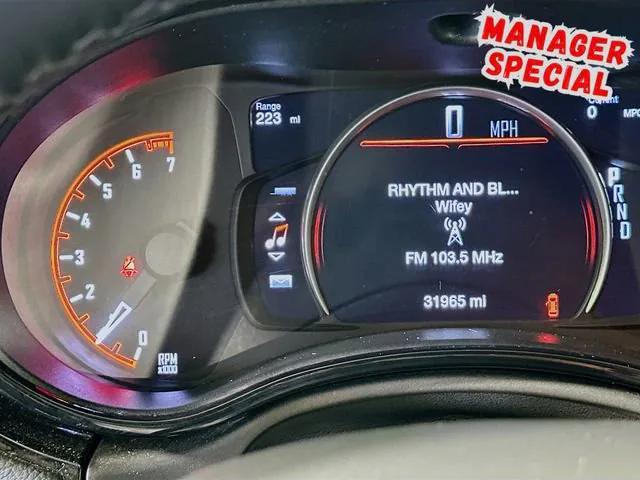 MANAGER
SPECIAL
Range
223 mi
0 MPH
Current
0 MPG
RHYTHM AND BL...
Wifey
FM 103.5 MHz
31965 mi
P
R
N
D
7
6
5
4
3
2
1
0
RPM
x1000